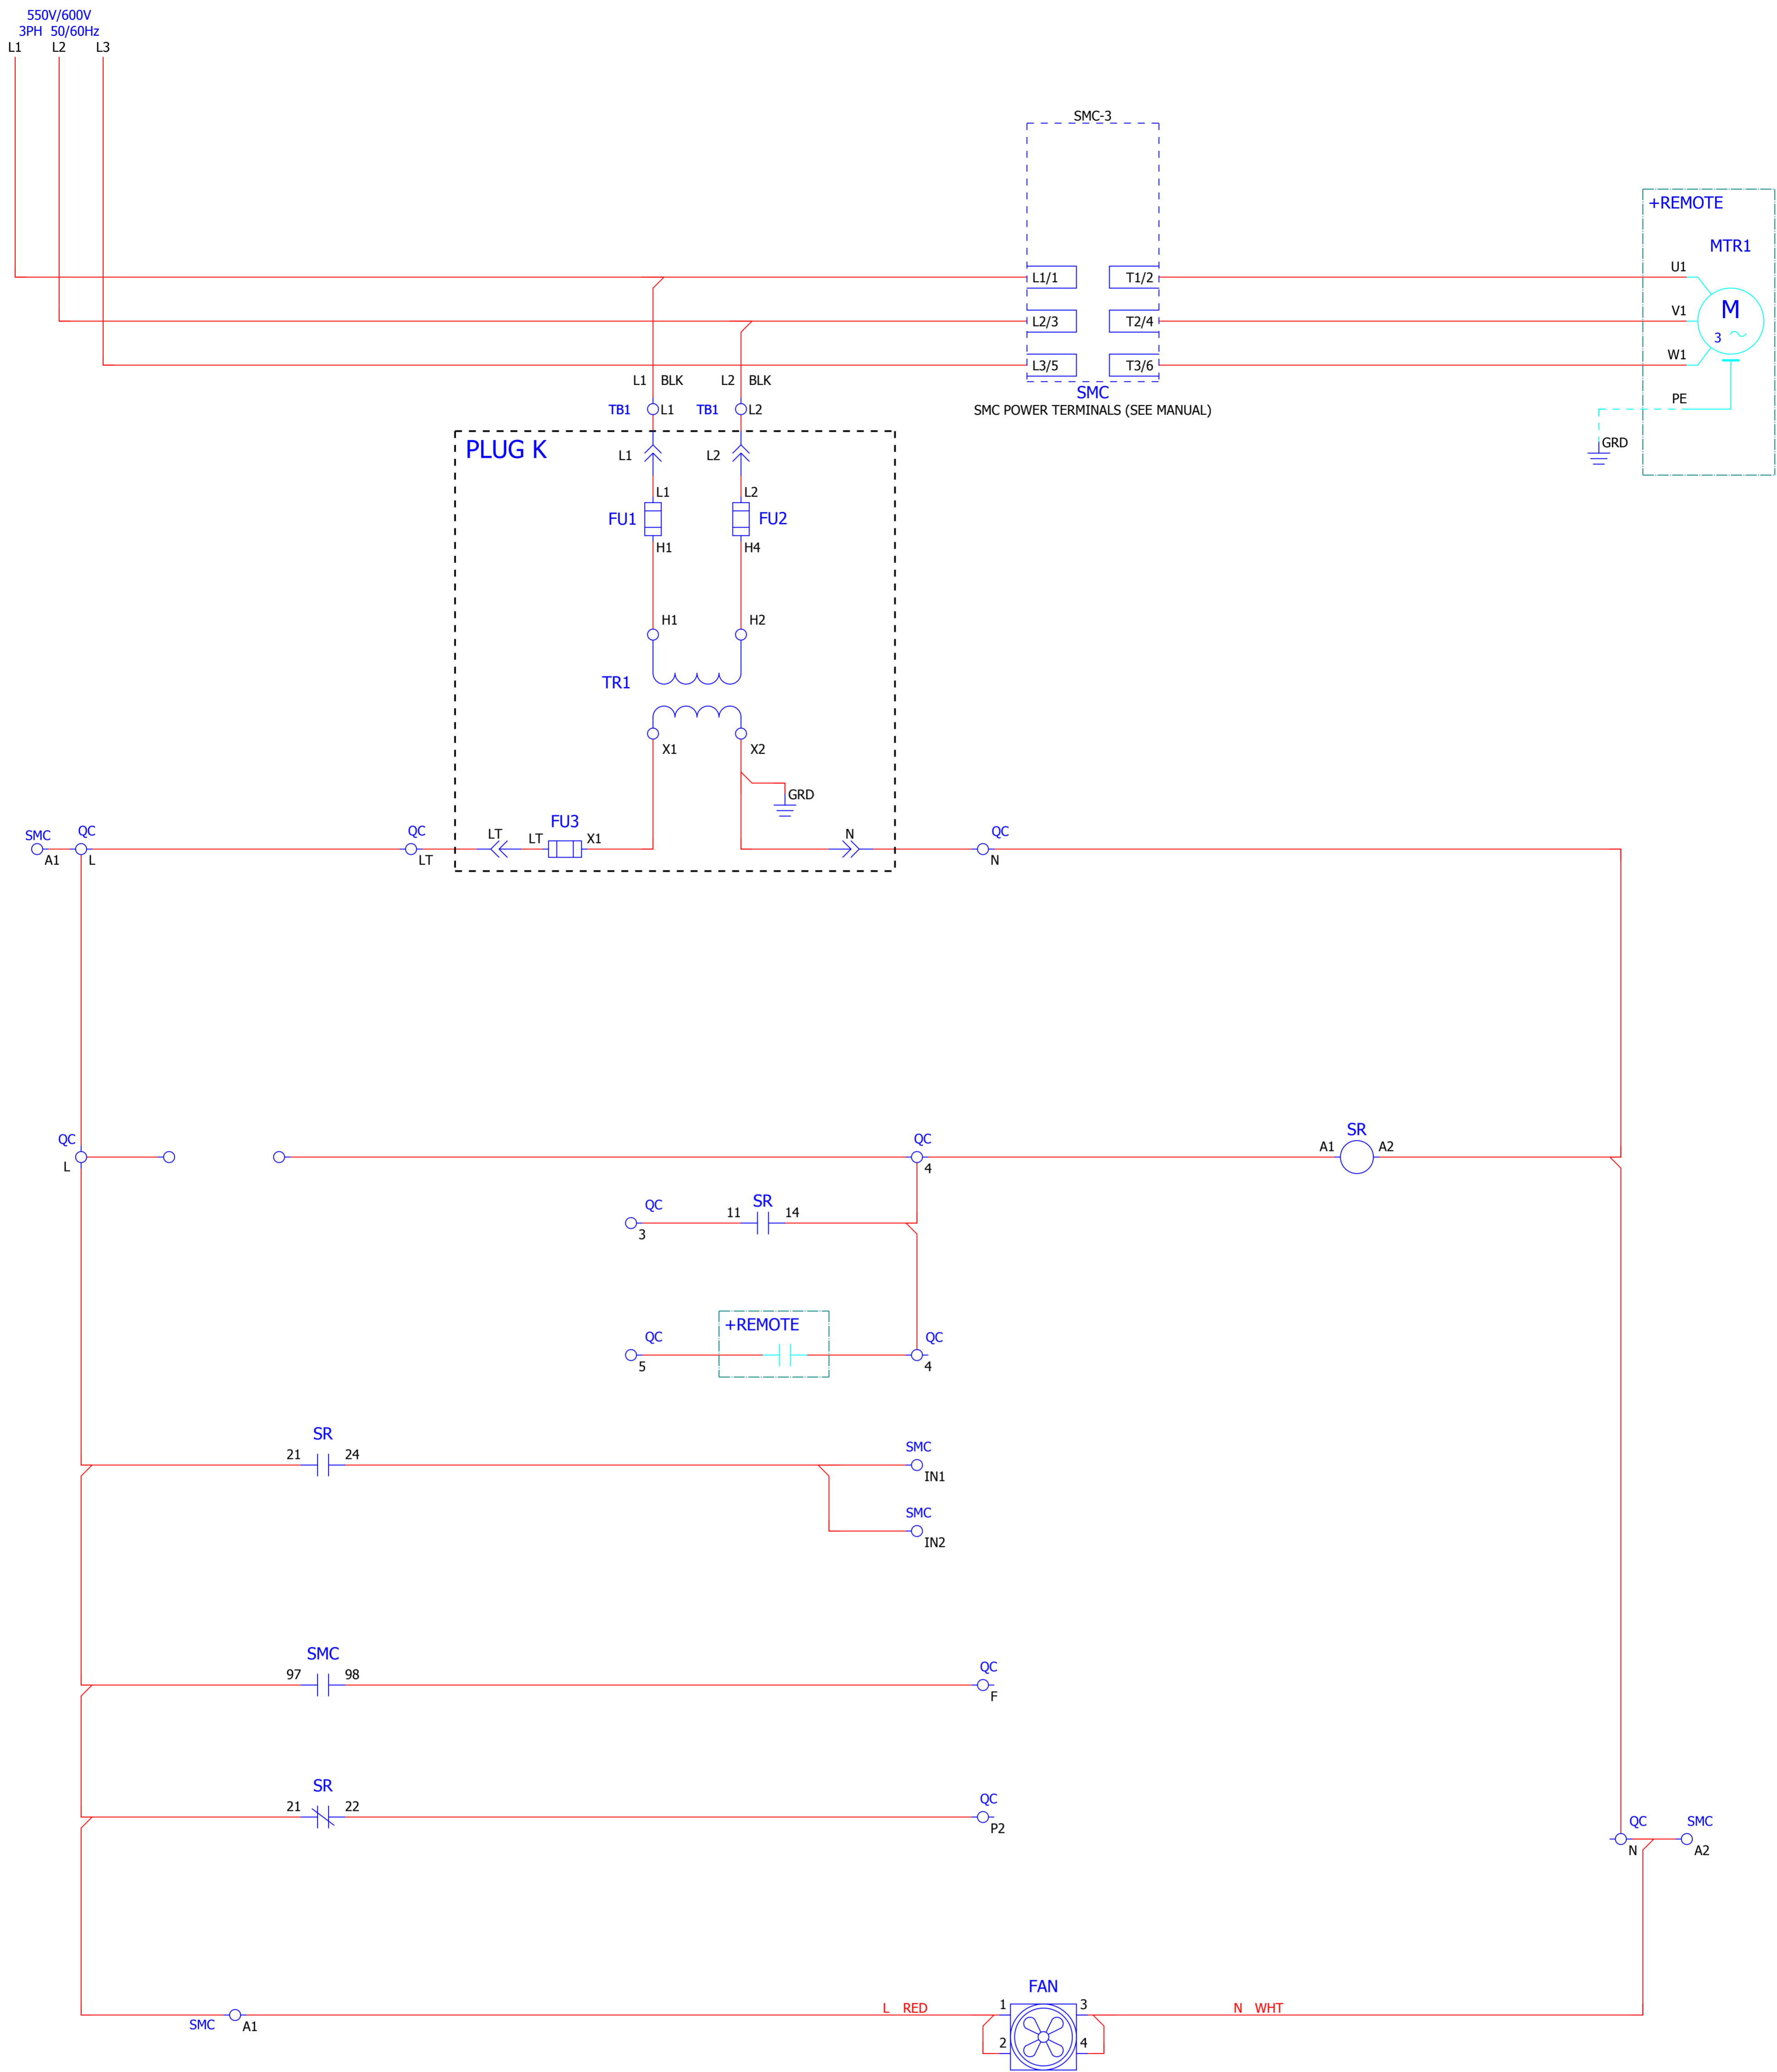 550V/600V
3PH 50/60Hz
L1 L2 L3
SMC-3
+REMOTE
MTR1
L1/1 T1/2 U1
L2/3 T2/4 V1
M
3
L3/5 T3/6 W1
L1 BLK L2 BLK
SMC
PE
TB1 L1 TB1 L2
SMC POWER TERMINALS (SEE MANUAL)
GRD
PLUG K
L1 L2
L1 L2
FU1 FU2
H1 H4
H1 H2
TR1
X1 X2
GRD
FU3
SMC QC QC LT LT X1 N QC
A1 L LT N
QC QC SR
A1 A2
L 4
QC 11 SR 14
3
+REMOTE
QC QC
5 4
SR SMC
21 24
IN1
SMC
IN2
SMC QC
97 98
F
SR QC
21 22
P2
QC SMC
N A2
FAN
L RED 1 3 N WHT
SMC A1
2 4